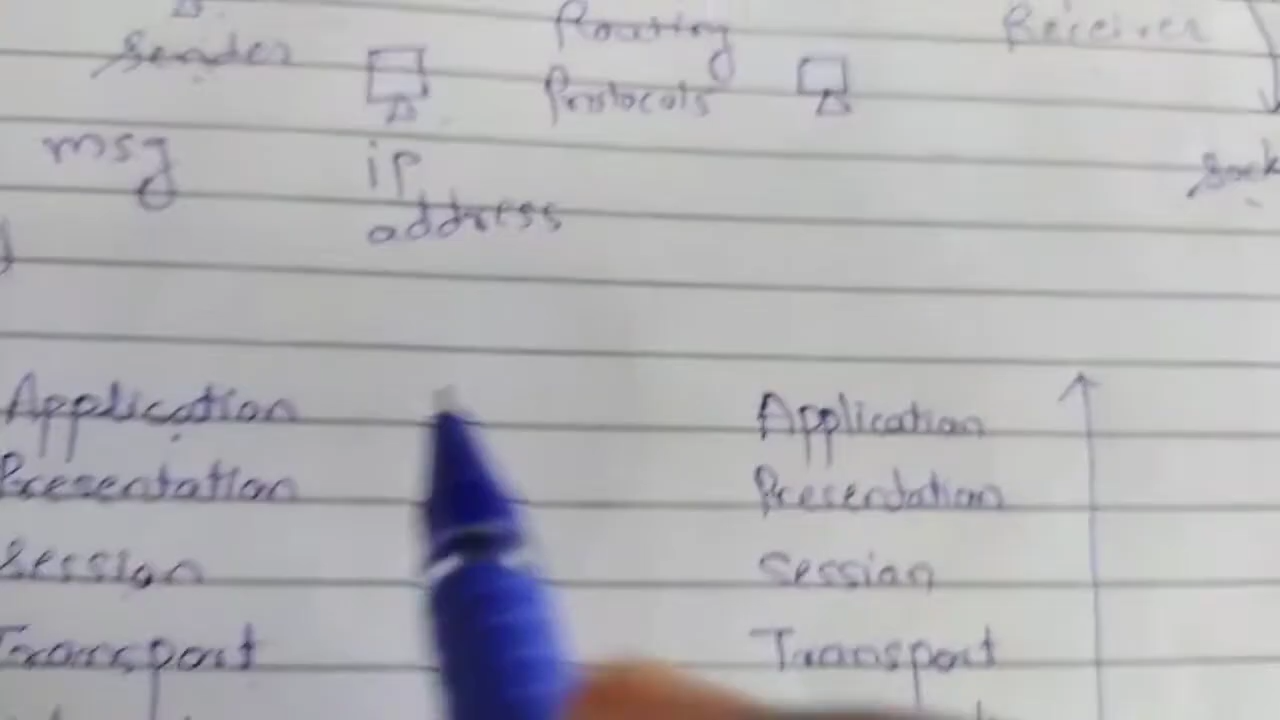 Sender Routing Receiver
Protocols
msg ip
address
Application Application
Presentation Presentation
Session Session
Transport Transport